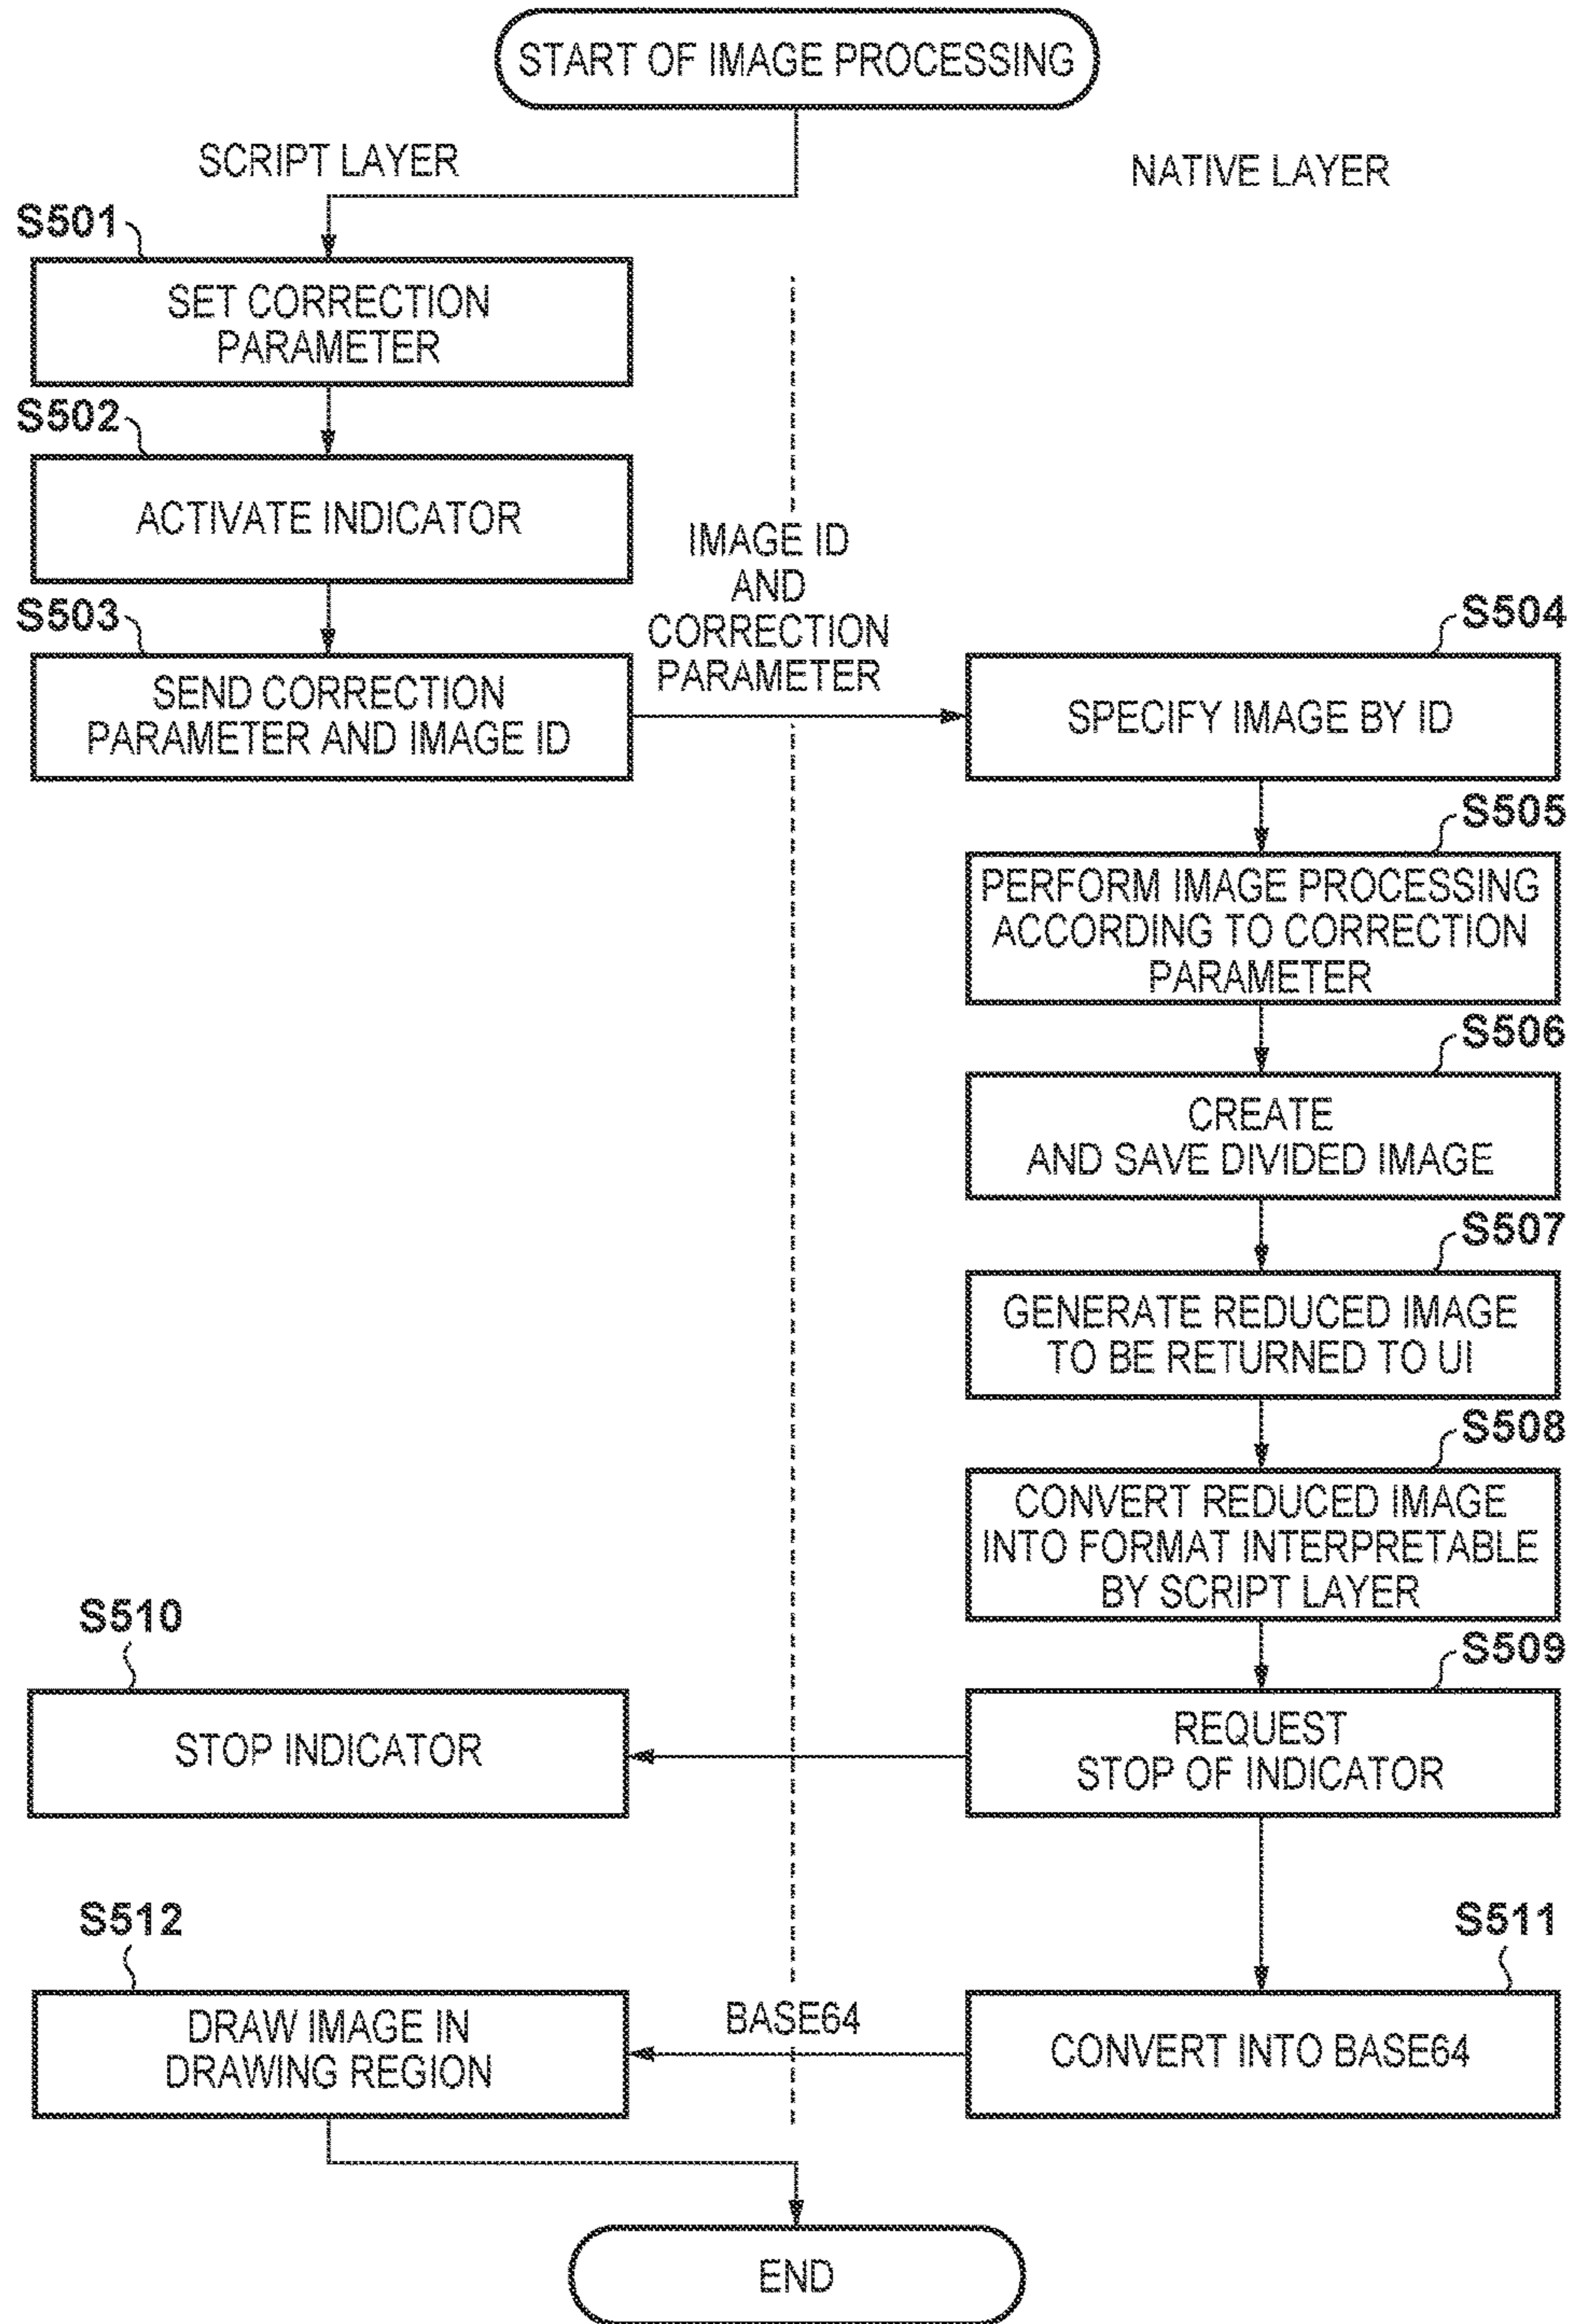 START OF IMAGE PROCESSING
SCRIPT LAYER
NATIVE LAYER
S501
SET CORRECTION
PARAMETER
S502
ACTIVATE INDICATOR
S503
SEND CORRECTION
PARAMETER AND IMAGE ID
IMAGE ID
AND
CORRECTION
PARAMETER
S504
SPECIFY IMAGE BY ID
S505
PERFORM IMAGE PROCESSING
ACCORDING TO CORRECTION
PARAMETER
S506
CREATE
AND SAVE DIVIDED IMAGE
S507
GENERATE REDUCED IMAGE
TO BE RETURNED TO UI
S508
CONVERT REDUCED IMAGE
INTO FORMAT INTERPRETABLE
BY SCRIPT LAYER
S509
REQUEST
STOP OF INDICATOR
S510
STOP INDICATOR
S511
CONVERT INTO BASE64
BASE64
S512
DRAW IMAGE IN
DRAWING REGION
END